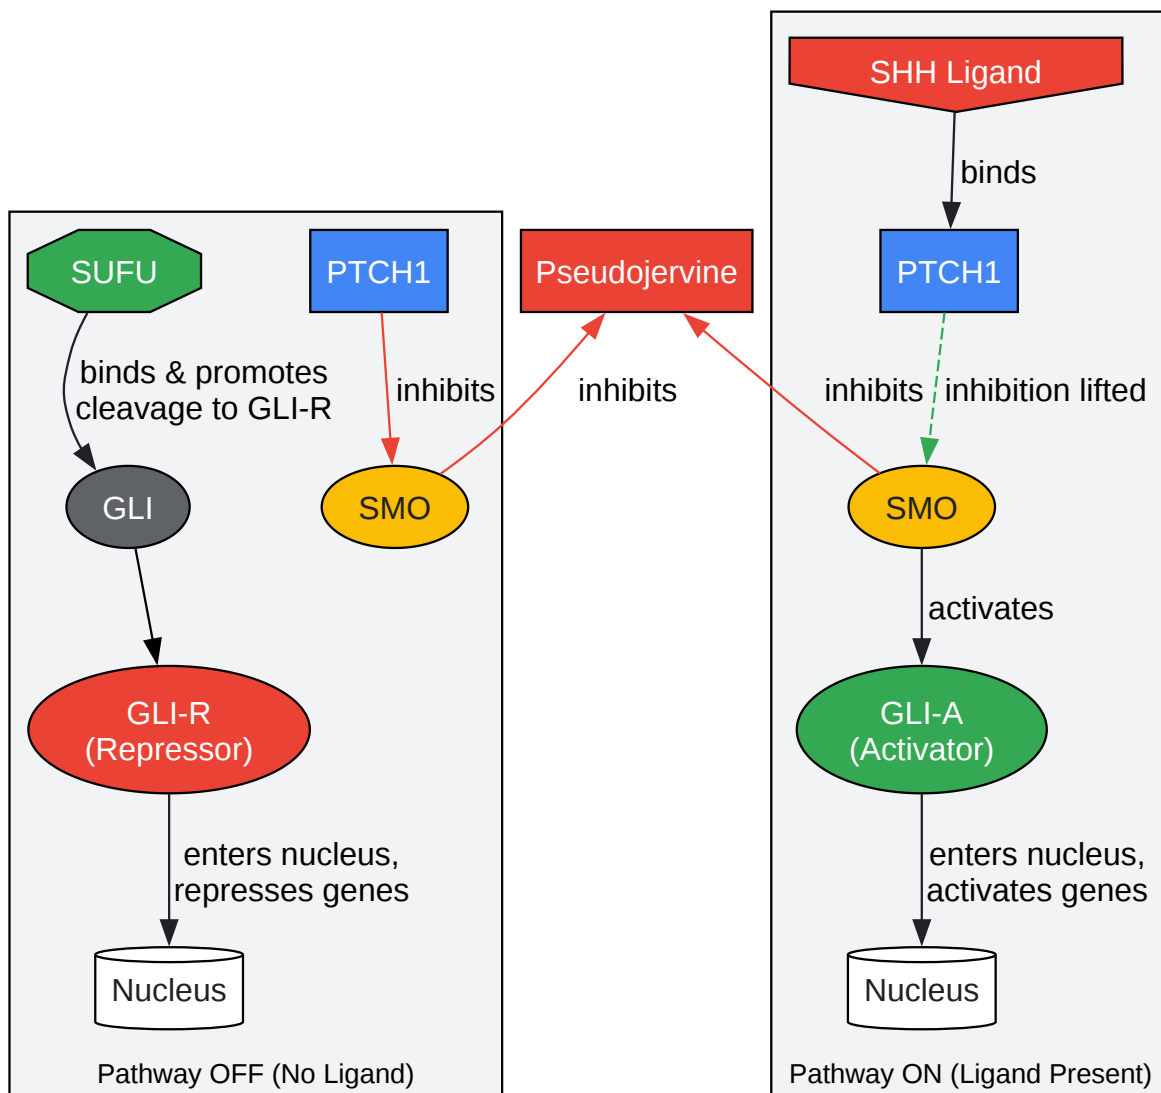 SHH Ligand
binds
SUFU
PTCH1
Pseudojervine
PTCH1
binds & promotes
cleavage to GLI-R
inhibits
inhibits
inhibits
inhibition lifted
GLI
SMO
SMO
activates
GLI-R
(Repressor)
GLI-A
(Activator)
enters nucleus,
represses genes
enters nucleus,
activates genes
Nucleus
Nucleus
Pathway OFF (No Ligand)
Pathway ON (Ligand Present)